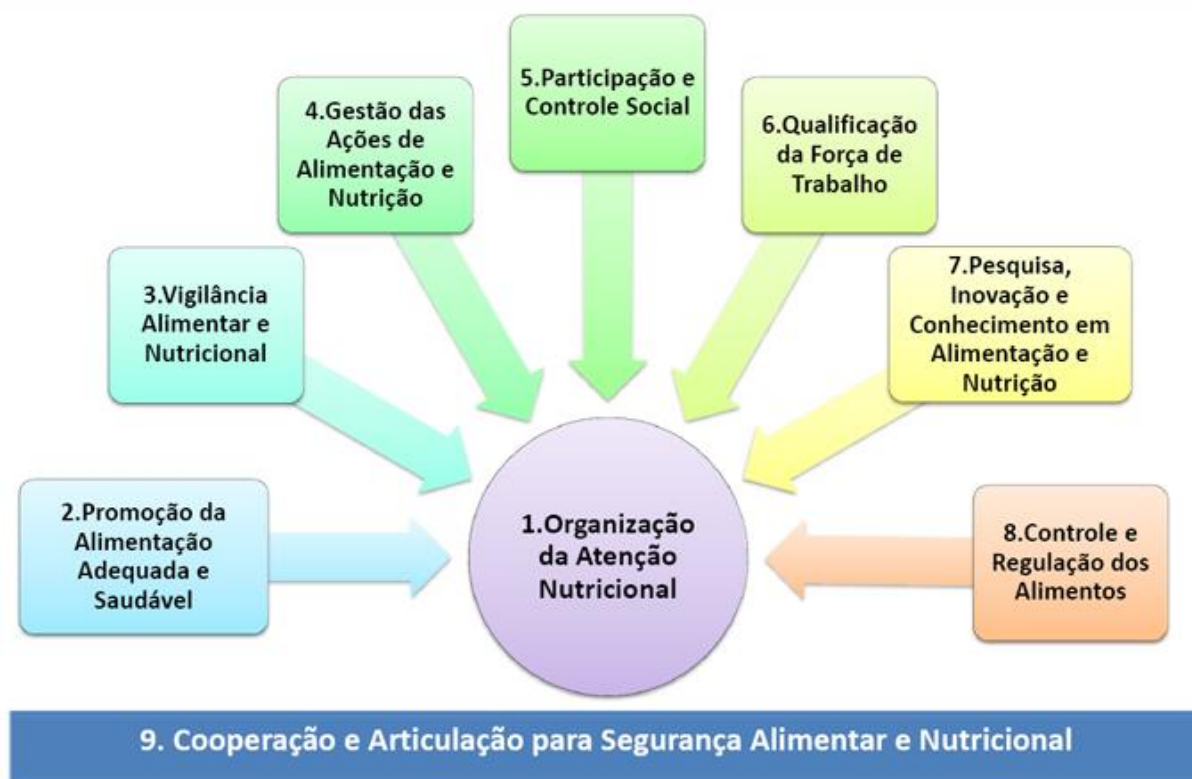 5.Participação e
Controle Social
4.Gestão das
Ações de
Alimentação e
Nutrição
6.Qualificação
da Força de
Trabalho
3.Vigilância
Alimentar e
Nutricional
7.Pesquisa,
Inovação e
Conhecimento em
Alimentação e
Nutrição
2.Promoção da
Alimentação
Adequada e
Saudável
1.Organização
da Atenção
Nutricional
8.Controle e
Regulação dos
Alimentos
9. Cooperação e Articulação para Segurança Alimentar e Nutricional